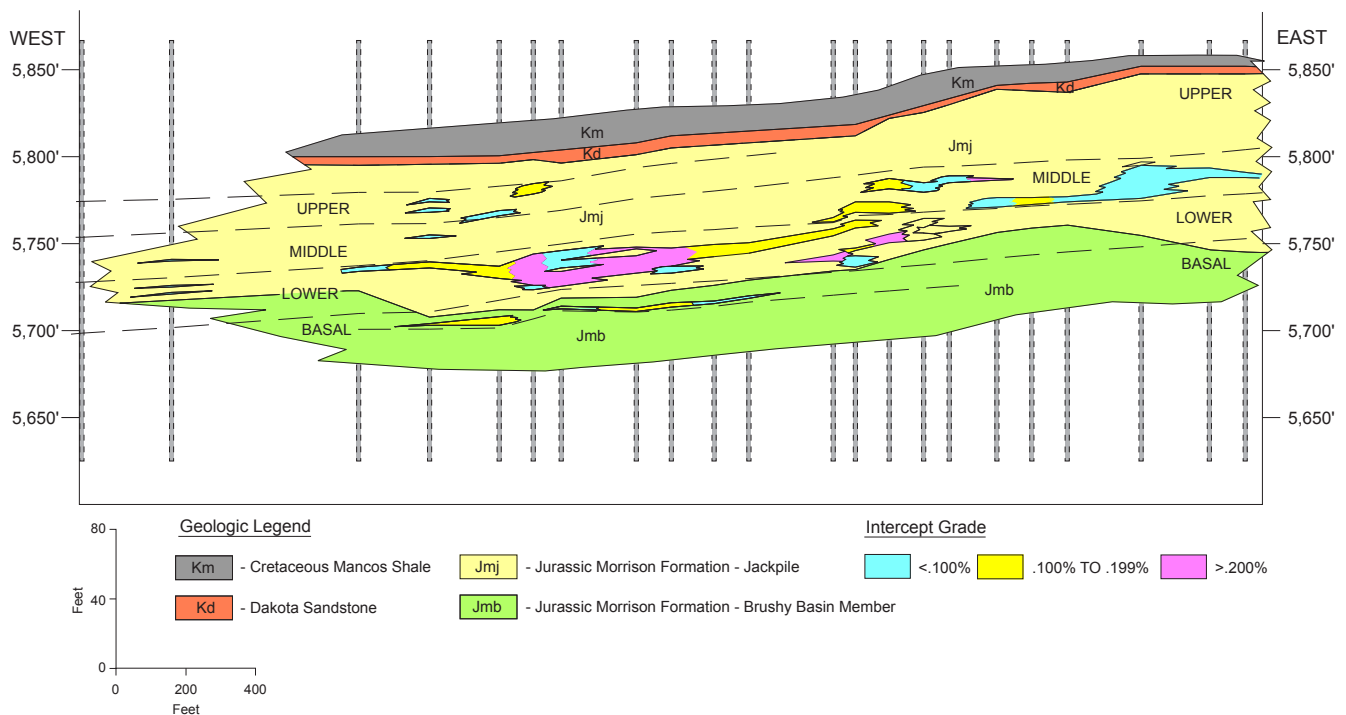 WEST
EAST
5,850'
5,850'
Km
Kd
UPPER
Km
Kd
Jmj
5,800'
5,800'
MIDDLE
UPPER
Jmj
LOWER
5,750'
5,750'
MIDDLE
BASAL
LOWER
Jmb
BASAL
Jmb
5,700'
5,700'
5,650'
5,650'
Geologic Legend
Km - Cretaceous Mancos Shale
Jmj - Jurassic Morrison Formation - Jackpile
Kd - Dakota Sandstone
Jmb - Jurassic Morrison Formation - Brushy Basin Member
Intercept Grade
<.100%
.100% TO .199%
>.200%
80
40
0
Feet
0 200 400
Feet